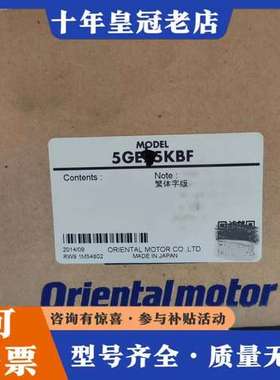 十年皇冠老店
MODEL
5GE 5KBF
Contents :
Note :
繁体字版
2014/09
ORIENTAL MOTOR CO.,LTD.
MADE IN JAPAN
Orientalmotor
可
票
咨询有惊喜·参与补贴活动
型号齐全·质量无忧